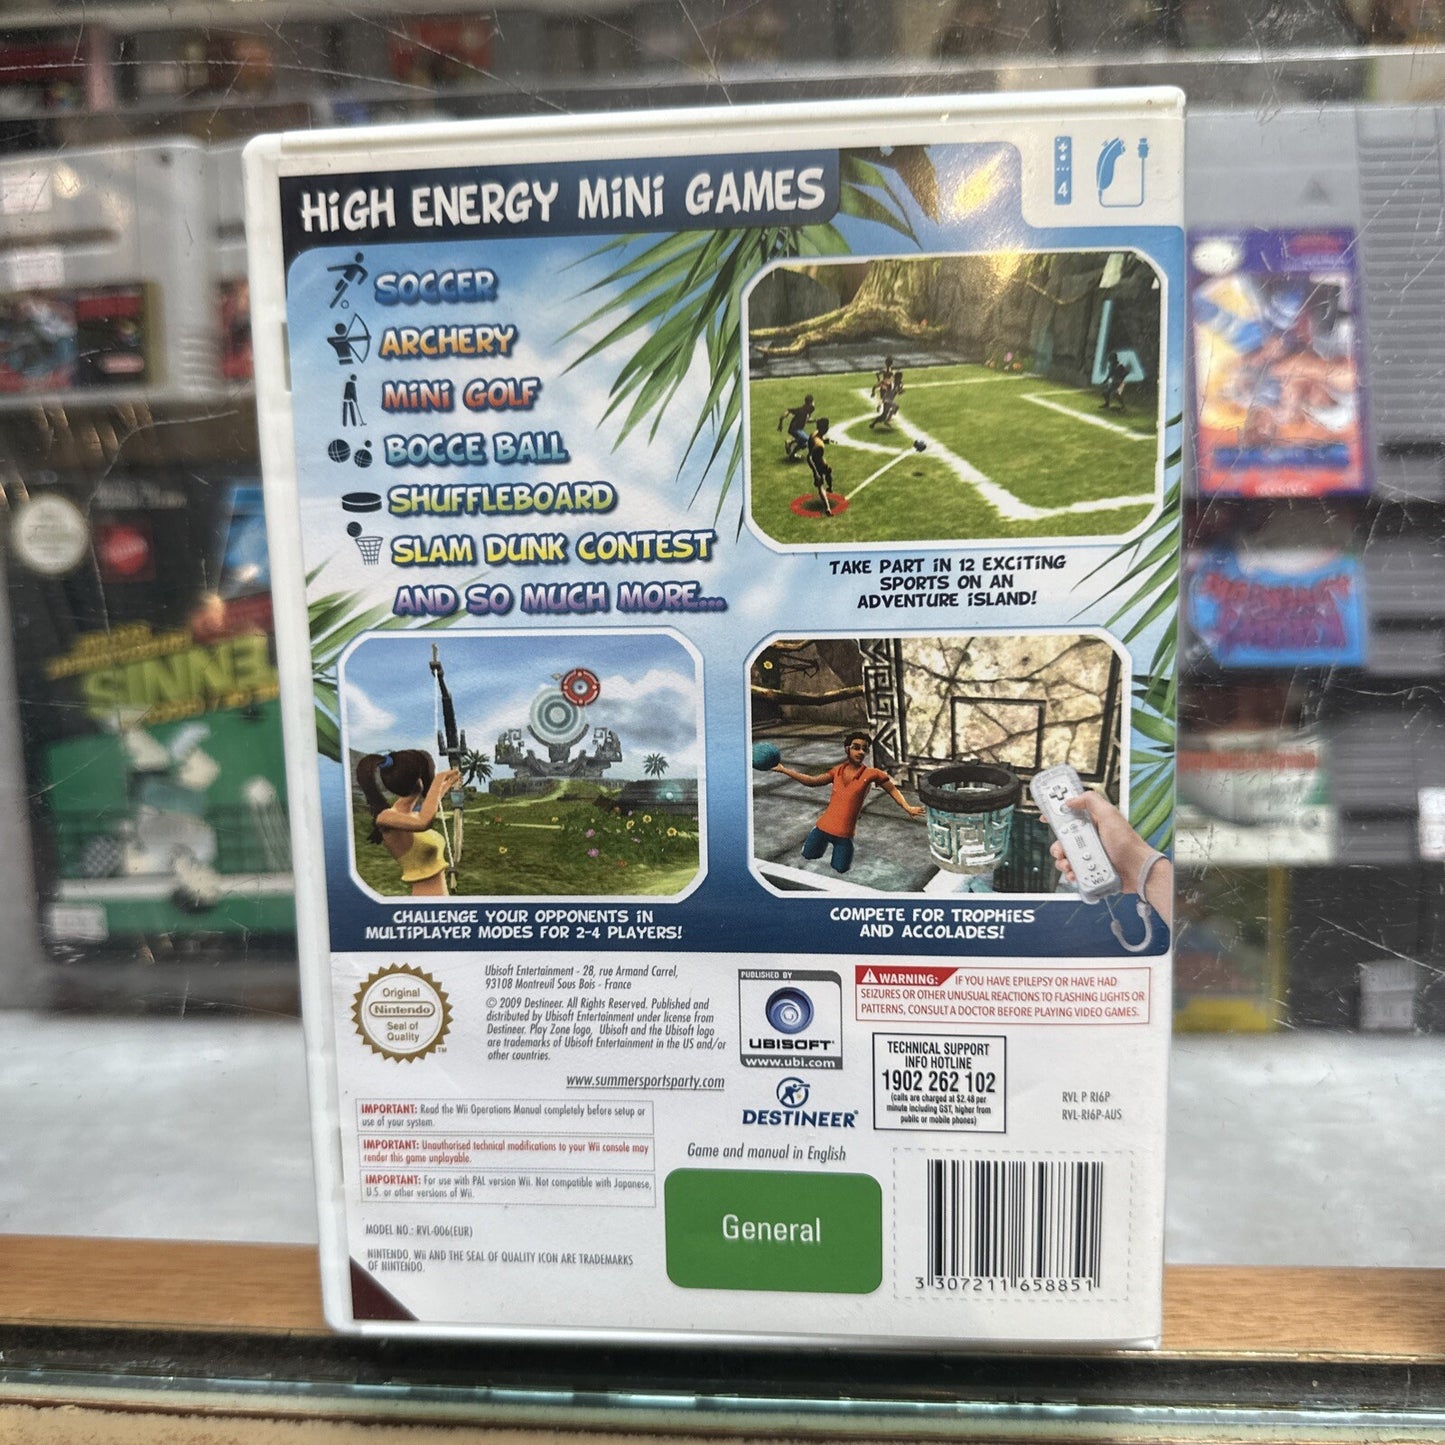 HiGH ENERGY MiNi GAMES
4
SOCCER
ARCHERY
MiNi GOLF
BOCCE BALL
SHUFFLEBOARD
SLAM DUNK CONTEST
AND SO MUCH MORE...
TAKE PART iN 12 EXCiTiNG
SPORTS ON AN
ADVENTURE iSLAND!
CHALLENGE YOUR OPPONENTS iN
MULTiPLAYER MODES FOR 2-4 PLAYERS!
COMPETE FOR TROPHiES
AND ACCOLADES!
Wii
Original
Nintendo
Seal of
Quality
TM
Ubisoft Entertainment - 28, rue Armand Carrel,
93108 Montreuil Sous Bois - France
© 2009 Destineer. All Rights Reserved. Published and
distributed by Ubisoft Entertainment under license from
Destineer. Play Zone logo, Ubisoft and the Ubisoft logo
are trademarks of Ubisoft Entertainment in the US and/or
other countries.
www.summersportsparty.com
PUBLISHED BY
UBISOFT
www.ubi.com
DESTINEER
WARNING: IF YOU HAVE EPILEPSY OR HAVE HAD
SEIZURES OR OTHER UNUSUAL REACTIONS TO FLASHING LIGHTS OR
PATTERNS, CONSULT A DOCTOR BEFORE PLAYING VIDEO GAMES.
TECHNICAL SUPPORT
INFO HOTLINE
1902 262 102
(calls are charged at $2.48 per
minute including GST, higher from
public or mobile phones)
RVL P RI6P
RVL-RI6P-AUS
IMPORTANT: Read the Wii Operations Manual completely before setup or
use of your system.
IMPORTANT: Unauthorised technical modifications to your Wii console may
render this game unplayable.
IMPORTANT: For use with PAL version Wii. Not compatible with Japanese,
U.S. or other versions of Wii.
MODEL NO.: RVL-006(EUR)
NINTENDO, Wii AND THE SEAL OF QUALITY ICON ARE TRADEMARKS
OF NINTENDO.
Game and manual in English
General
3 307211 658851
TENNIS